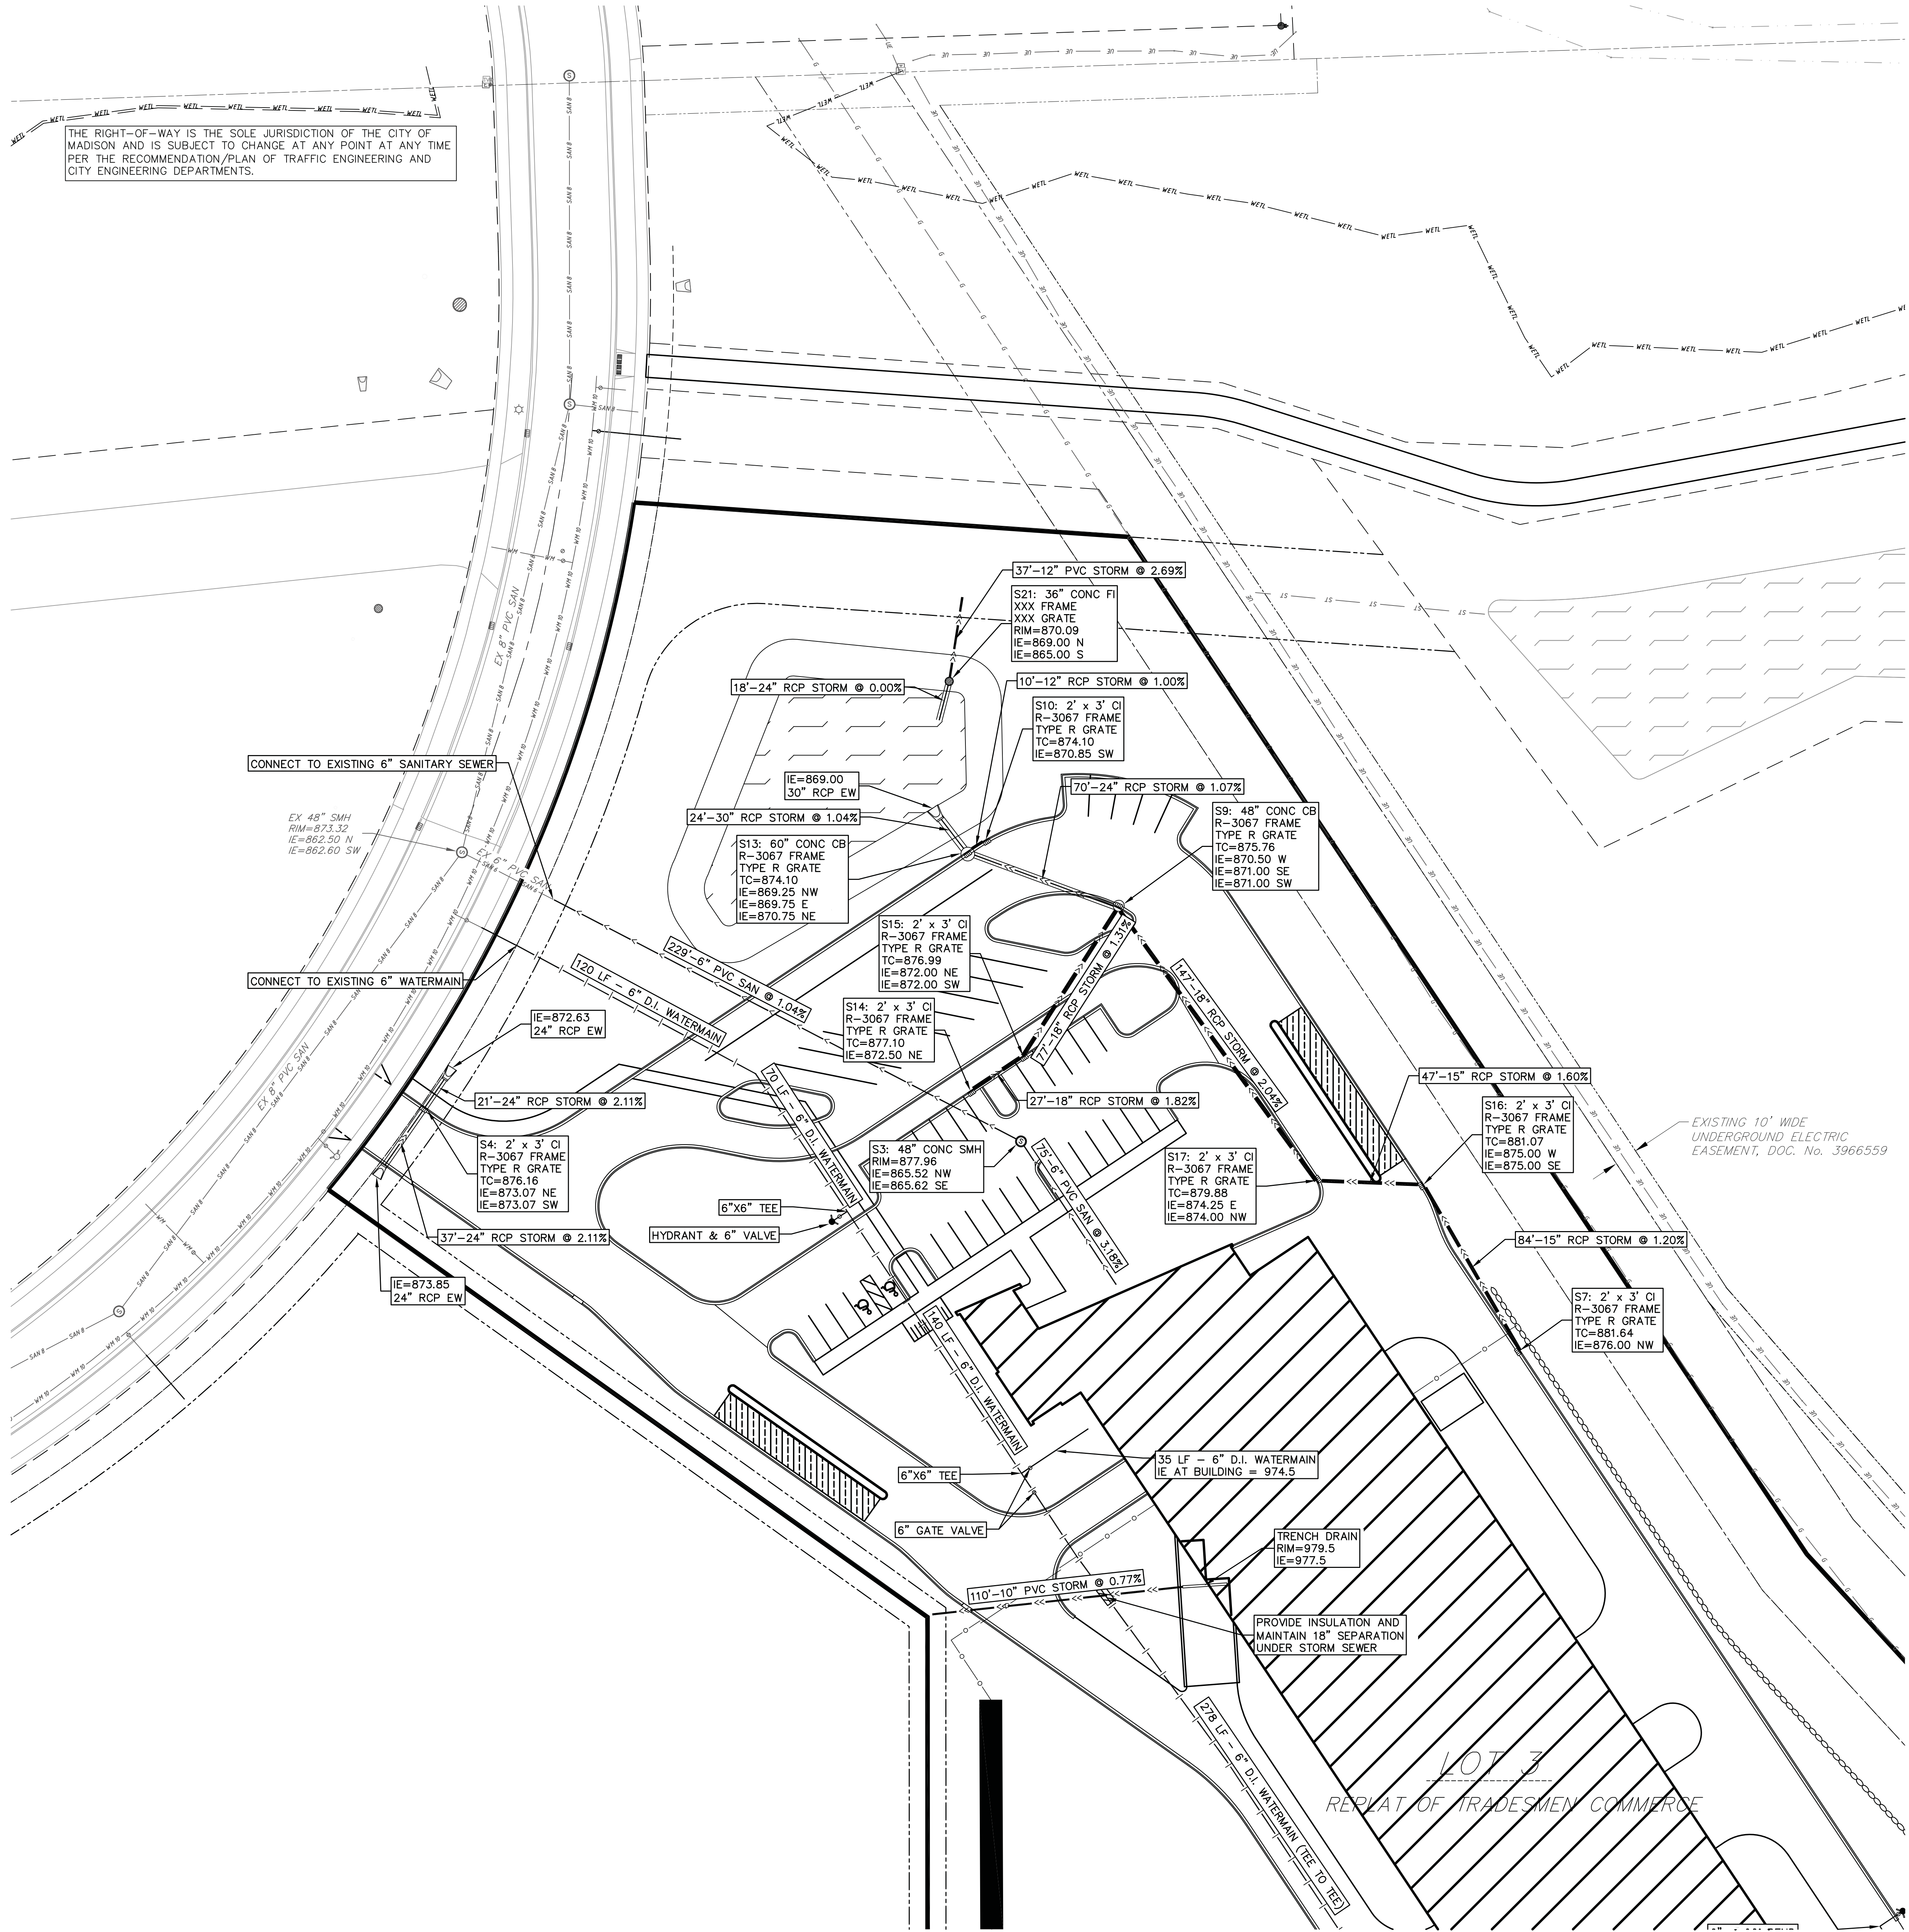 THE RIGHT-OF-WAY IS THE SOLE JURISDICTION OF THE CITY OF
MADISON AND IS SUBJECT TO CHANGE AT ANY POINT AT ANY TIME
PER THE RECOMMENDATION/PLAN OF TRAFFIC ENGINEERING AND
CITY ENGINEERING DEPARTMENTS.
37'-12" PVC STORM @ 2.69%
S21: 36" CONC FI
XXX FRAME
XXX GRATE
RIM=870.09
IE=869.00 N
IE=865.00 S
EX 8" PVC SAN
18'-24" RCP STORM @ 0.00%
10'-12" RCP STORM @ 1.00%
S10: 2' x 3' CI
R-3067 FRAME
TYPE R GRATE
TC=874.10
IE=870.85 SW
CONNECT TO EXISTING 6" SANITARY SEWER
IE=869.00
30" RCP EW
70'-24" RCP STORM @ 1.07%
24'-30" RCP STORM @ 1.04%
EX 48" SMH
RIM=873.32
IE=862.50 N
IE=862.60 SW
EX 6" PVC SAN
S13: 60" CONC CB
R-3067 FRAME
TYPE R GRATE
TC=874.10
IE=869.25 NW
IE=869.75 E
IE=870.75 NE
S9: 48" CONC CB
R-3067 FRAME
TYPE R GRATE
TC=875.76
IE=870.50 W
IE=871.00 SE
IE=871.00 SW
S15: 2' x 3' CI
R-3067 FRAME
TYPE R GRATE
TC=876.99
IE=872.00 NE
IE=872.00 SW
229'-6" PVC SAN @ 1.04%
120 LF - 6" D.I. WATERMAIN
CONNECT TO EXISTING 6" WATERMAIN
77'-18" RCP STORM @ 1.31%
147'-18" RCP STORM @ 2.04%
IE=872.63
24" RCP EW
S14: 2' x 3' CI
R-3067 FRAME
TYPE R GRATE
TC=877.10
IE=872.50 NE
EX 8" PVC SAN
70 LF - 6" D.I. WATERMAIN
21'-24" RCP STORM @ 2.11%
27'-18" RCP STORM @ 1.82%
47'-15" RCP STORM @ 1.60%
S16: 2' x 3' CI
R-3067 FRAME
TYPE R GRATE
TC=881.07
IE=875.00 W
IE=875.00 SE
EXISTING 10' WIDE
UNDERGROUND ELECTRIC
EASEMENT, DOC. No. 3966559
S4: 2' x 3' CI
R-3067 FRAME
TYPE R GRATE
TC=876.16
IE=873.07 NE
IE=873.07 SW
S3: 48" CONC SMH
RIM=877.96
IE=865.52 NW
IE=865.62 SE
75'-6" PVC SAN @ 3.18%
S17: 2' x 3' CI
R-3067 FRAME
TYPE R GRATE
TC=879.88
IE=874.25 E
IE=874.00 NW
6"X6" TEE
HYDRANT & 6" VALVE
37'-24" RCP STORM @ 2.11%
84'-15" RCP STORM @ 1.20%
IE=873.85
24" RCP EW
S7: 2' x 3' CI
R-3067 FRAME
TYPE R GRATE
TC=881.64
IE=876.00 NW
140 LF - 6" D.I. WATERMAIN
6"X6" TEE
35 LF - 6" D.I. WATERMAIN
IE AT BUILDING = 974.5
6" GATE VALVE
TRENCH DRAIN
RIM=979.5
IE=977.5
110'-10" PVC STORM @ 0.77%
PROVIDE INSULATION AND
MAINTAIN 18" SEPARATION
UNDER STORM SEWER
278 LF - 6" D.I. WATERMAIN (TEE TO TEE)
LOT 3
REPLAT OF TRADESMEN COMMERCE